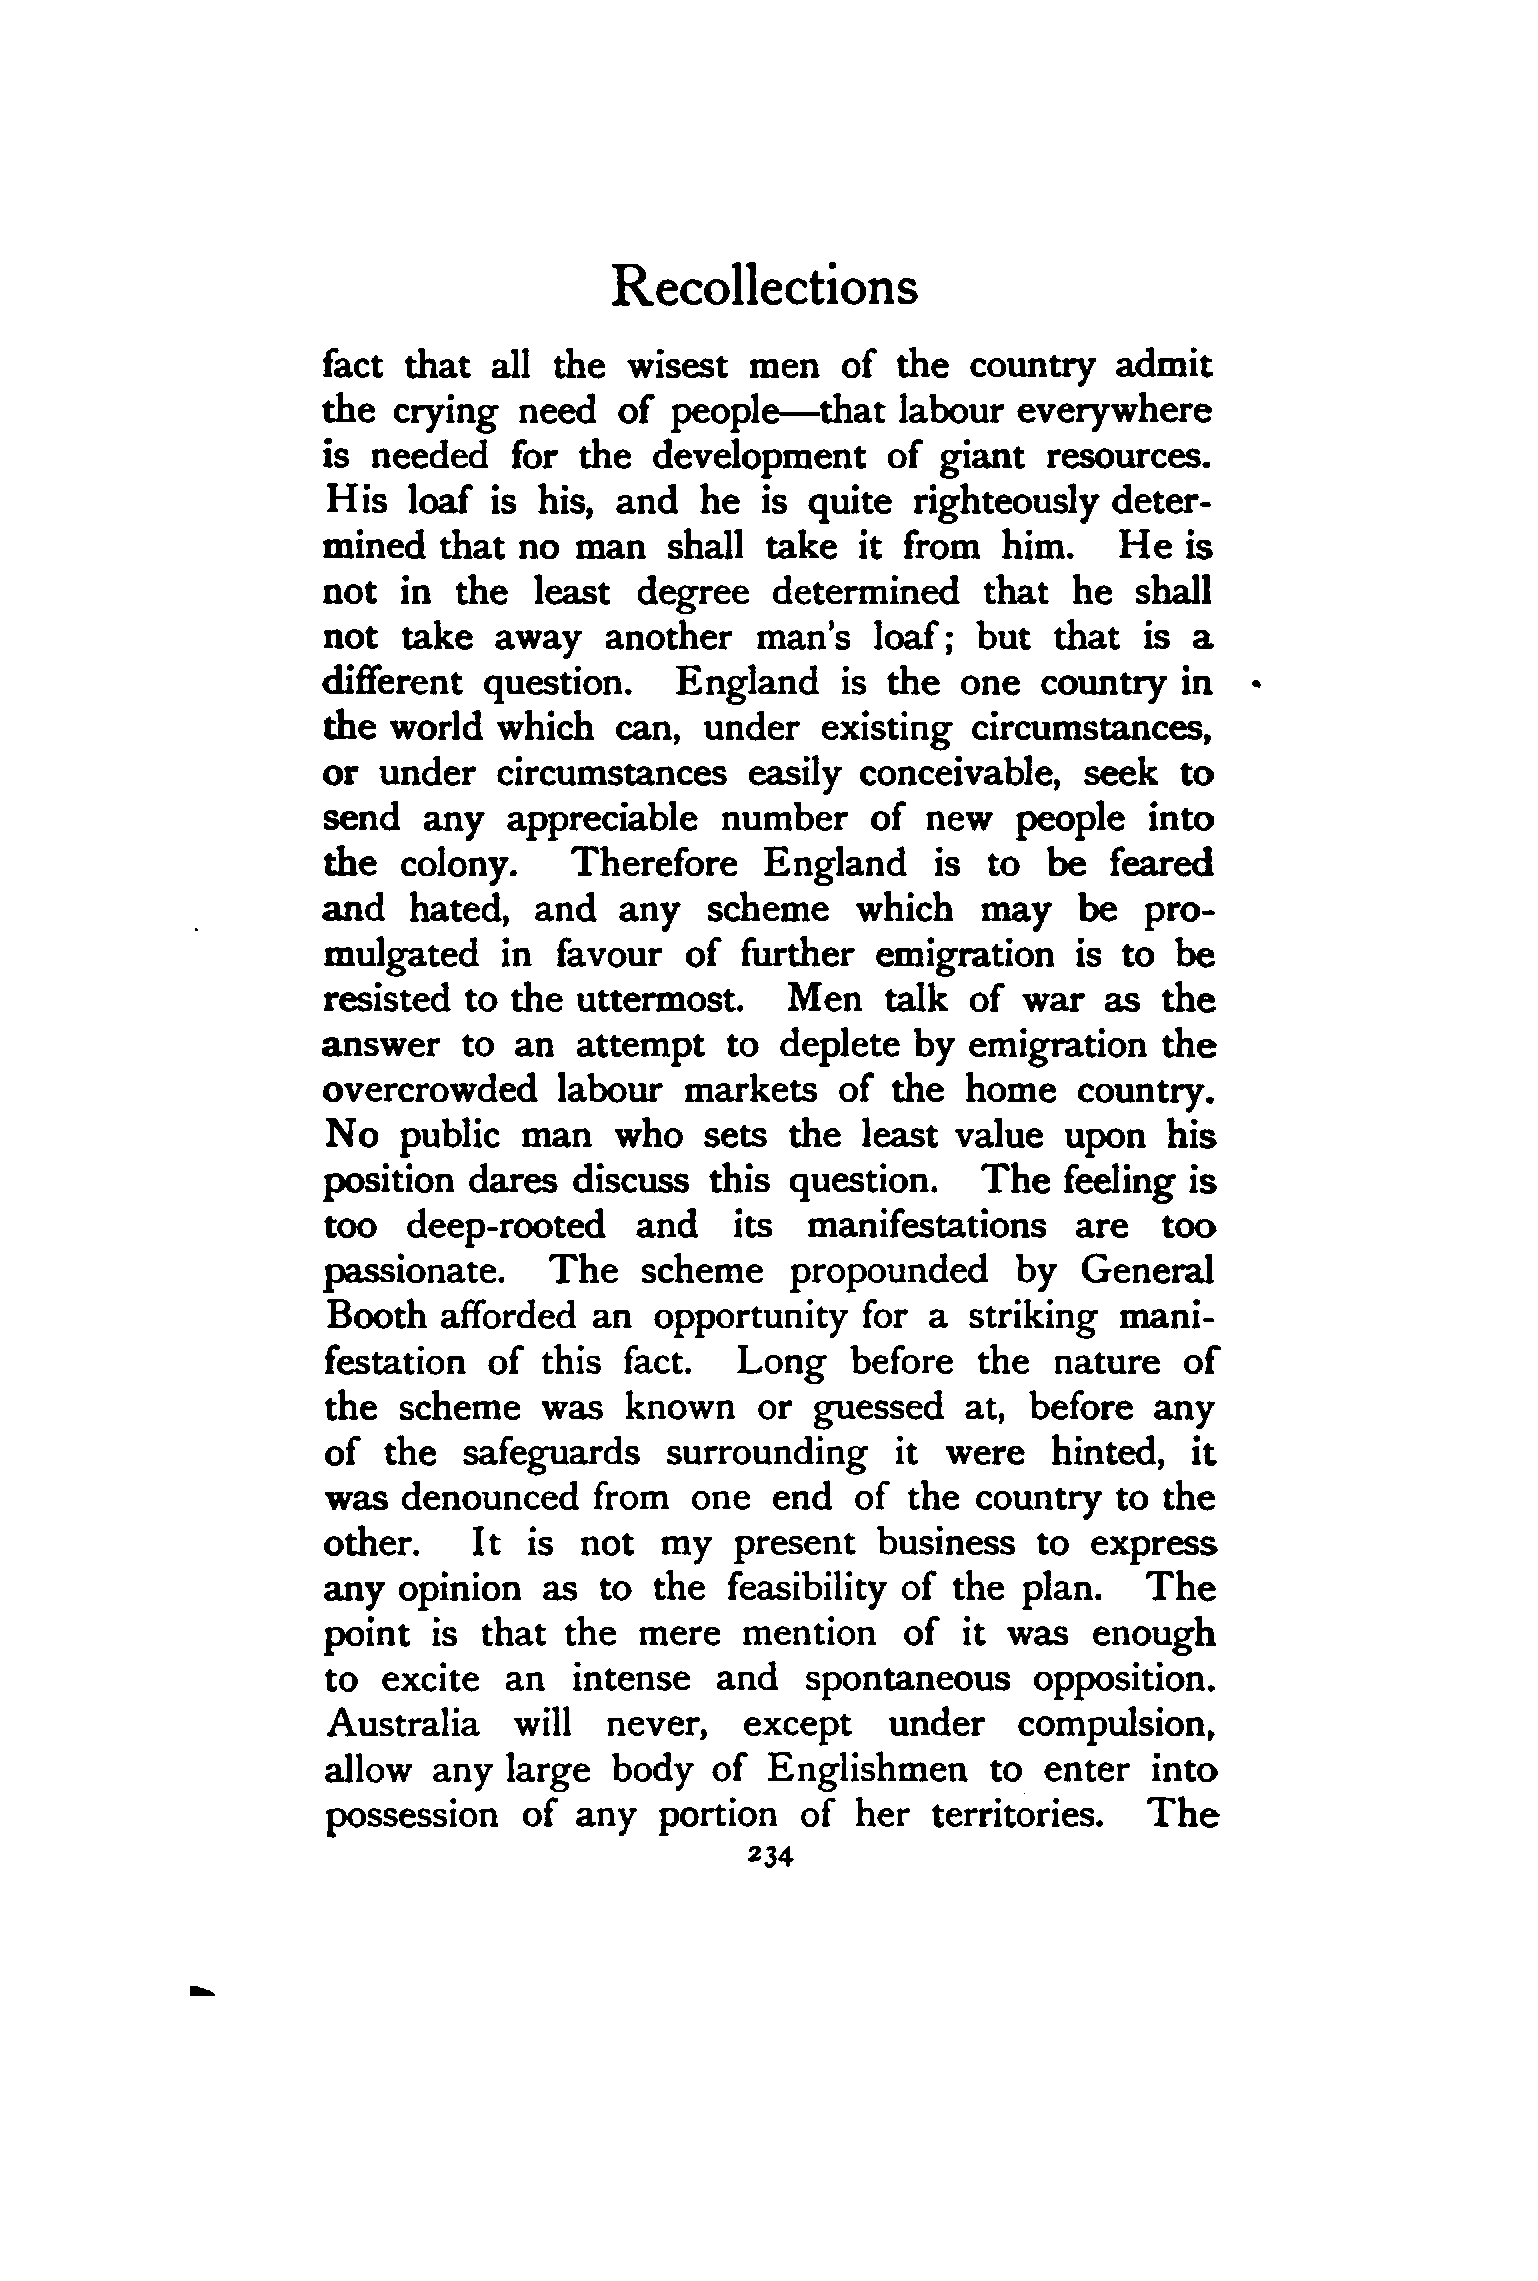 Recollections
fact that all the wisest men of the country admit
the crying need of people—that labour everywhere
is needed for the development of giant resources.
His loaf is his, and he is quite righteously deter-
mined that no man shall take it from him. He is
not in the least degree determined that he shall
not take away another man's loaf; but that is a
different question. England is the one country in
the world which can, under existing circumstances,
or under circumstances easily conceivable, seek to
send any appreciable number of new people into
the colony. Therefore England is to be feared
and hated, and any scheme which may be pro-
mulgated in favour of further emigration is to be
resisted to the uttermost. Men talk of war as the
answer to an attempt to deplete by emigration the
overcrowded labour markets of the home country.
No public man who sets the least value upon his
position dares discuss this question. The feeling is
too deep-rooted and its manifestations are too
passionate. The scheme propounded by General
Booth afforded an opportunity for a striking mani-
festation of this fact. Long before the nature of
the scheme was known or guessed at, before any
of the safeguards surrounding it were hinted, it
was denounced from one end of the country to the
other. It is not my present business to express
any opinion as to the feasibility of the plan. The
point is that the mere mention of it was enough
to excite an intense and spontaneous opposition.
Australia will never, except under compulsion,
allow any large body of Englishmen to enter into
possession of any portion of her territories. The
234